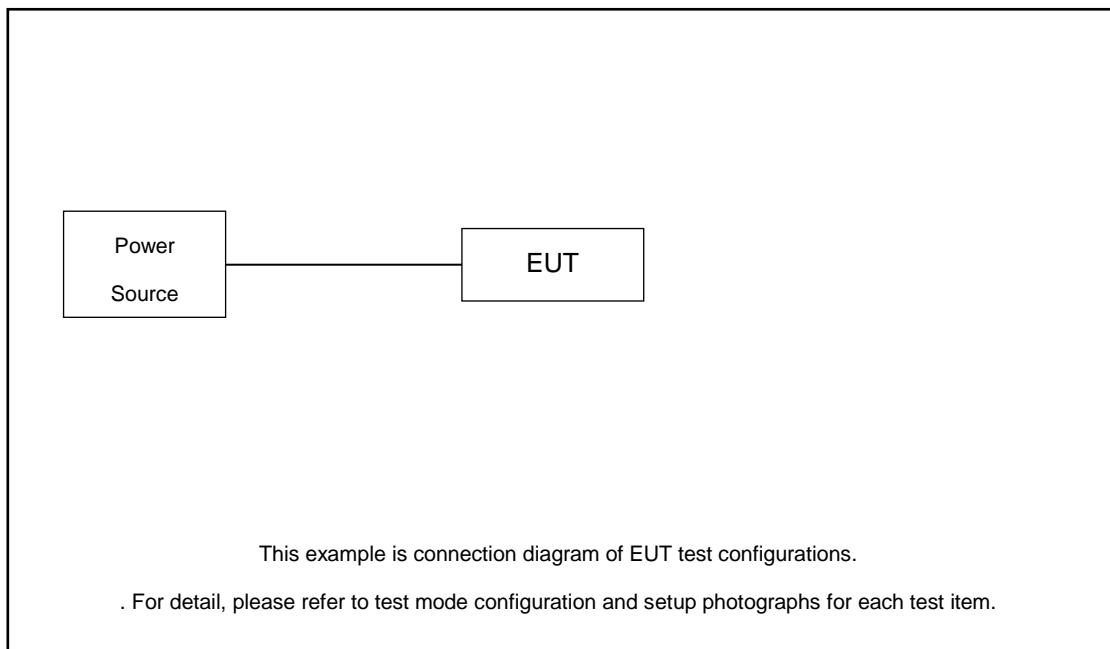 Power
Source
EUT
This example is connection diagram of EUT test configurations.
. For detail, please refer to test mode configuration and setup photographs for each test item.